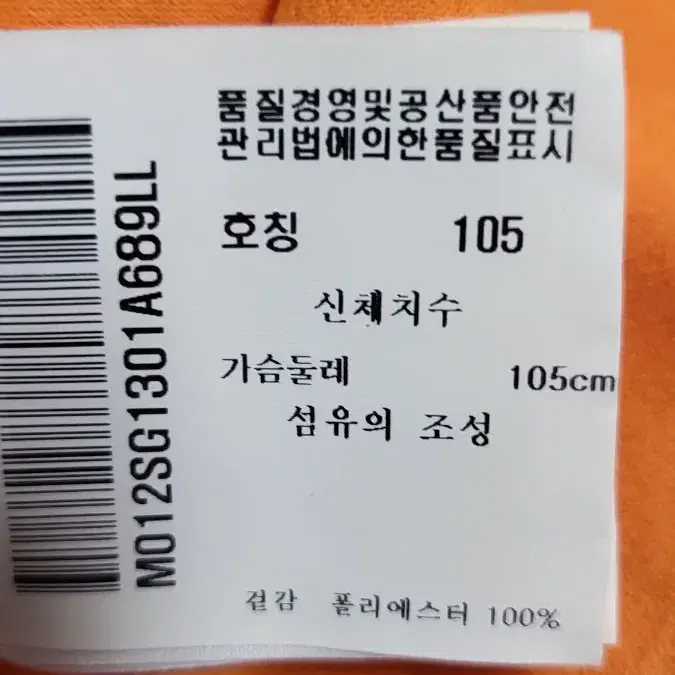 품질경영및공산품안전
관리법에의한품질표시
호칭 105
신체치수
가슴둘레 105cm
섬유의 조성
겉감 폴리에스터 100%
M012SG1301A689LL